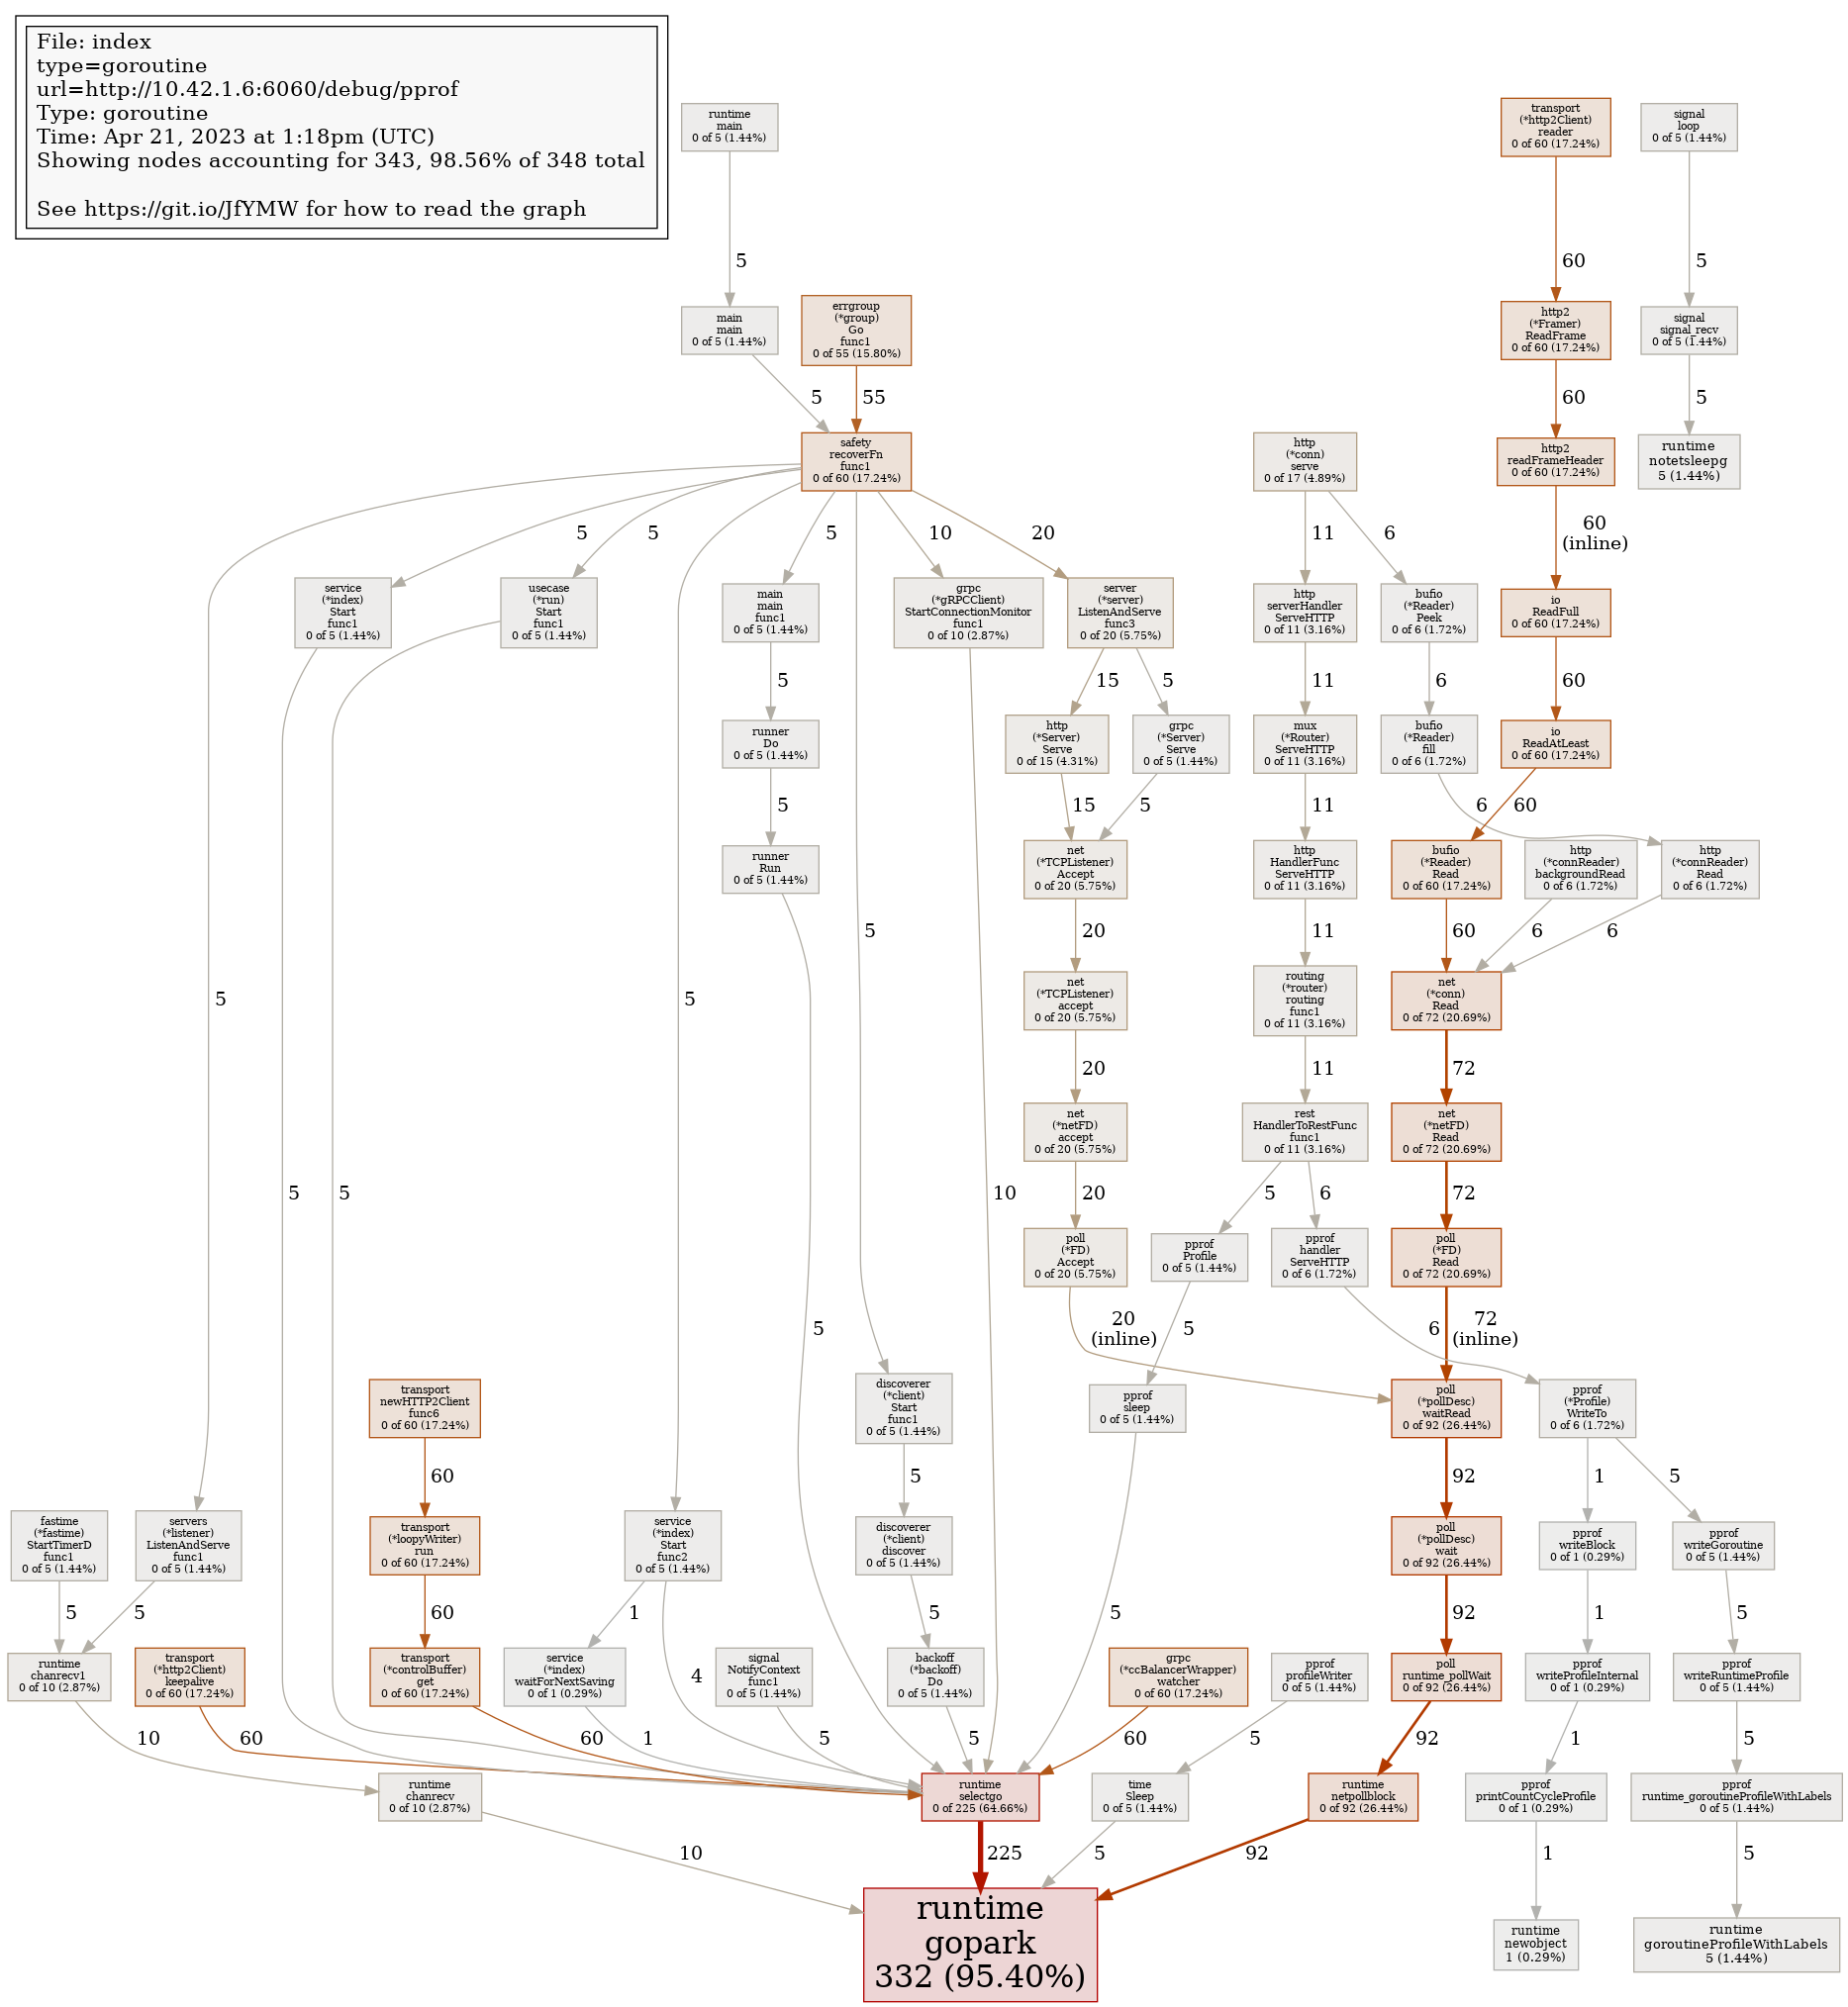 File: index
type=goroutine
url=http://10.42.1.6:6060/debug/pprof
Type: goroutine
Time: Apr 21, 2023 at 1:18pm (UTC)
Showing nodes accounting for 343, 98.56% of 348 total
See https://git.io/JfYMW for how to read the graph
runtime
main
0 of 5 (1.44%)
transport
(*http2Client)
reader
0 of 60 (17.24%)
signal
loop
0 of 5 (1.44%)
5
60
5
main
main
0 of 5 (1.44%)
errgroup
(*group)
Go
func1
0 of 55 (15.80%)
http2
(*Framer)
ReadFrame
0 of 60 (17.24%)
signal
signal_recv
0 of 5 (1.44%)
5
55
60
5
safety
recoverFn
func1
0 of 60 (17.24%)
http
(*conn)
serve
0 of 17 (4.89%)
http2
readFrameHeader
0 of 60 (17.24%)
runtime
notetsleepg
5 (1.44%)
5
5
5
10
20
11
6
60
(inline)
service
(*index)
Start
func1
0 of 5 (1.44%)
usecase
(*run)
Start
func1
0 of 5 (1.44%)
main
main
func1
0 of 5 (1.44%)
grpc
(*gRPCClient)
StartConnectionMonitor
func1
0 of 10 (2.87%)
server
(*server)
ListenAndServe
func3
0 of 20 (5.75%)
http
serverHandler
ServeHTTP
0 of 11 (3.16%)
bufio
(*Reader)
Peek
0 of 6 (1.72%)
io
ReadFull
0 of 60 (17.24%)
5
15
5
11
6
60
runner
Do
0 of 5 (1.44%)
http
(*Server)
Serve
0 of 15 (4.31%)
grpc
(*Server)
Serve
0 of 5 (1.44%)
mux
(*Router)
ServeHTTP
0 of 11 (3.16%)
bufio
(*Reader)
fill
0 of 6 (1.72%)
io
ReadAtLeast
0 of 60 (17.24%)
5
15
5
11
6
60
runner
Run
0 of 5 (1.44%)
net
(*TCPListener)
Accept
0 of 20 (5.75%)
http
HandlerFunc
ServeHTTP
0 of 11 (3.16%)
bufio
(*Reader)
Read
0 of 60 (17.24%)
http
(*connReader)
backgroundRead
0 of 6 (1.72%)
http
(*connReader)
Read
0 of 6 (1.72%)
5
20
11
60
6
6
5
5
net
(*TCPListener)
accept
0 of 20 (5.75%)
routing
(*router)
routing
func1
0 of 11 (3.16%)
net
(*conn)
Read
0 of 72 (20.69%)
20
11
72
net
(*netFD)
accept
0 of 20 (5.75%)
rest
HandlerToRestFunc
func1
0 of 11 (3.16%)
net
(*netFD)
Read
0 of 72 (20.69%)
5
5
10
20
5
6
72
poll
(*FD)
Accept
0 of 20 (5.75%)
pprof
Profile
0 of 5 (1.44%)
pprof
handler
ServeHTTP
0 of 6 (1.72%)
poll
(*FD)
Read
0 of 72 (20.69%)
5
20
(inline)
5
6
72
(inline)
transport
newHTTP2Client
func6
0 of 60 (17.24%)
discoverer
(*client)
Start
func1
0 of 5 (1.44%)
pprof
sleep
0 of 5 (1.44%)
poll
(*pollDesc)
waitRead
0 of 92 (26.44%)
pprof
(*Profile)
WriteTo
0 of 6 (1.72%)
60
5
92
1
5
fastime
(*fastime)
StartTimerD
func1
0 of 5 (1.44%)
servers
(*listener)
ListenAndServe
func1
0 of 5 (1.44%)
transport
(*loopyWriter)
run
0 of 60 (17.24%)
service
(*index)
Start
func2
0 of 5 (1.44%)
discoverer
(*client)
discover
0 of 5 (1.44%)
poll
(*pollDesc)
wait
0 of 92 (26.44%)
pprof
writeBlock
0 of 1 (0.29%)
pprof
writeGoroutine
0 of 5 (1.44%)
5
5
60
1
5
5
92
1
5
runtime
chanrecv1
0 of 10 (2.87%)
transport
(*http2Client)
keepalive
0 of 60 (17.24%)
transport
(*controlBuffer)
get
0 of 60 (17.24%)
service
(*index)
waitForNextSaving
0 of 1 (0.29%)
4
signal
NotifyContext
func1
0 of 5 (1.44%)
backoff
(*backoff)
Do
0 of 5 (1.44%)
grpc
(*ccBalancerWrapper)
watcher
0 of 60 (17.24%)
pprof
profileWriter
0 of 5 (1.44%)
poll
runtime_pollWait
0 of 92 (26.44%)
pprof
writeProfileInternal
0 of 1 (0.29%)
pprof
writeRuntimeProfile
0 of 5 (1.44%)
10
60
60
1
5
5
60
5
92
1
5
runtime
chanrecv
0 of 10 (2.87%)
runtime
selectgo
0 of 225 (64.66%)
time
Sleep
0 of 5 (1.44%)
runtime
netpollblock
0 of 92 (26.44%)
pprof
printCountCycleProfile
0 of 1 (0.29%)
pprof
runtime_goroutineProfileWithLabels
0 of 5 (1.44%)
10
225
5
92
1
5
runtime
gopark
332 (95.40%)
runtime
newobject
1 (0.29%)
runtime
goroutineProfileWithLabels
5 (1.44%)